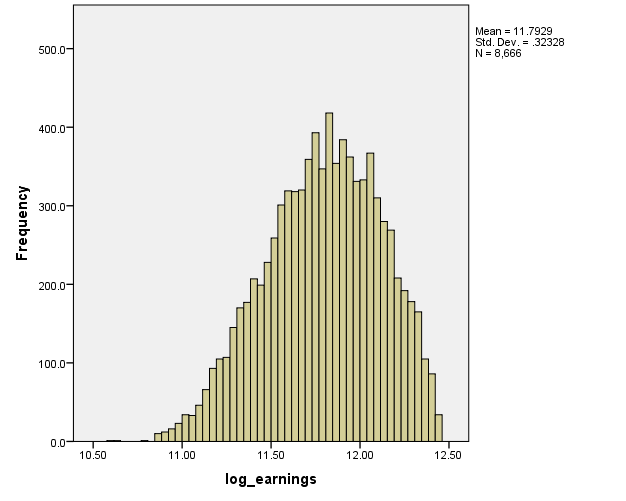 Mean = 11.7929
Std. Dev. = .32328
N = 8,666
500.0
400.0
300.0
200.0
100.0
0.0
Frequency
10.50 11.00 11.50 12.00 12.50
log_earnings